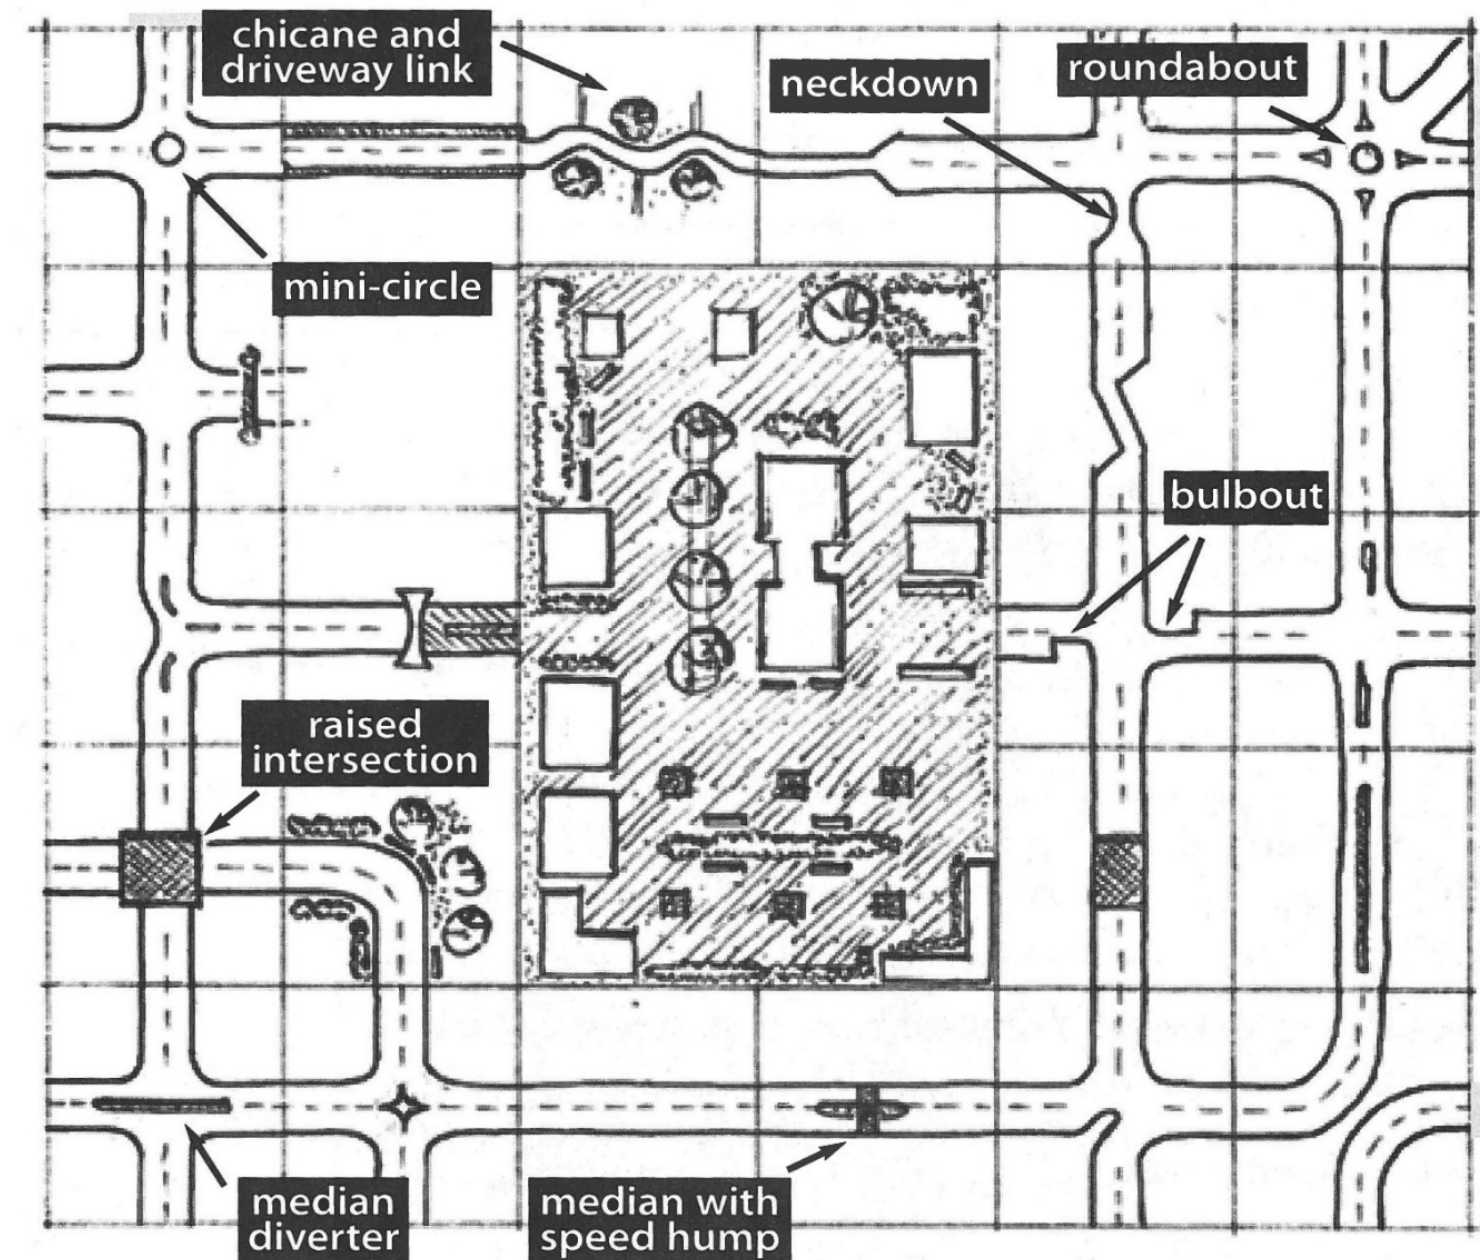 chicane and
driveway link
neckdown
roundabout
mini-circle
bulbout
raised
intersection
median
diverter
median with
speed hump